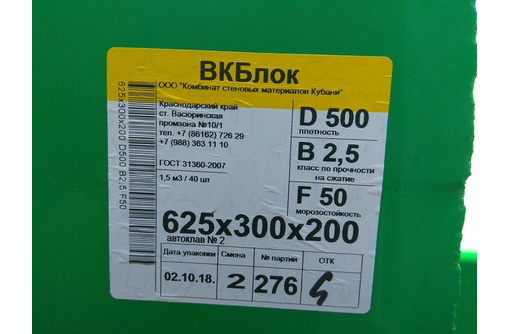 ВКБлок
ООО "Комбинат стеновых материалов Кубани"
Краснодарский край
ст. Васюринская
промзона №10/1
тел. +7 (86162) 726 29
+7 (988) 363 11 10
ГОСТ 31360-2007
1,5 м3 / 40 шт
D 500
плотность
B 2,5
класс по прочности
на сжатие
F 50
морозостойкость
625х300х200
автоклав № 2
Дата упаковки Смена № партий ОТК
02.10.18. 2 276
625х300х200 D500 B2,5 F50